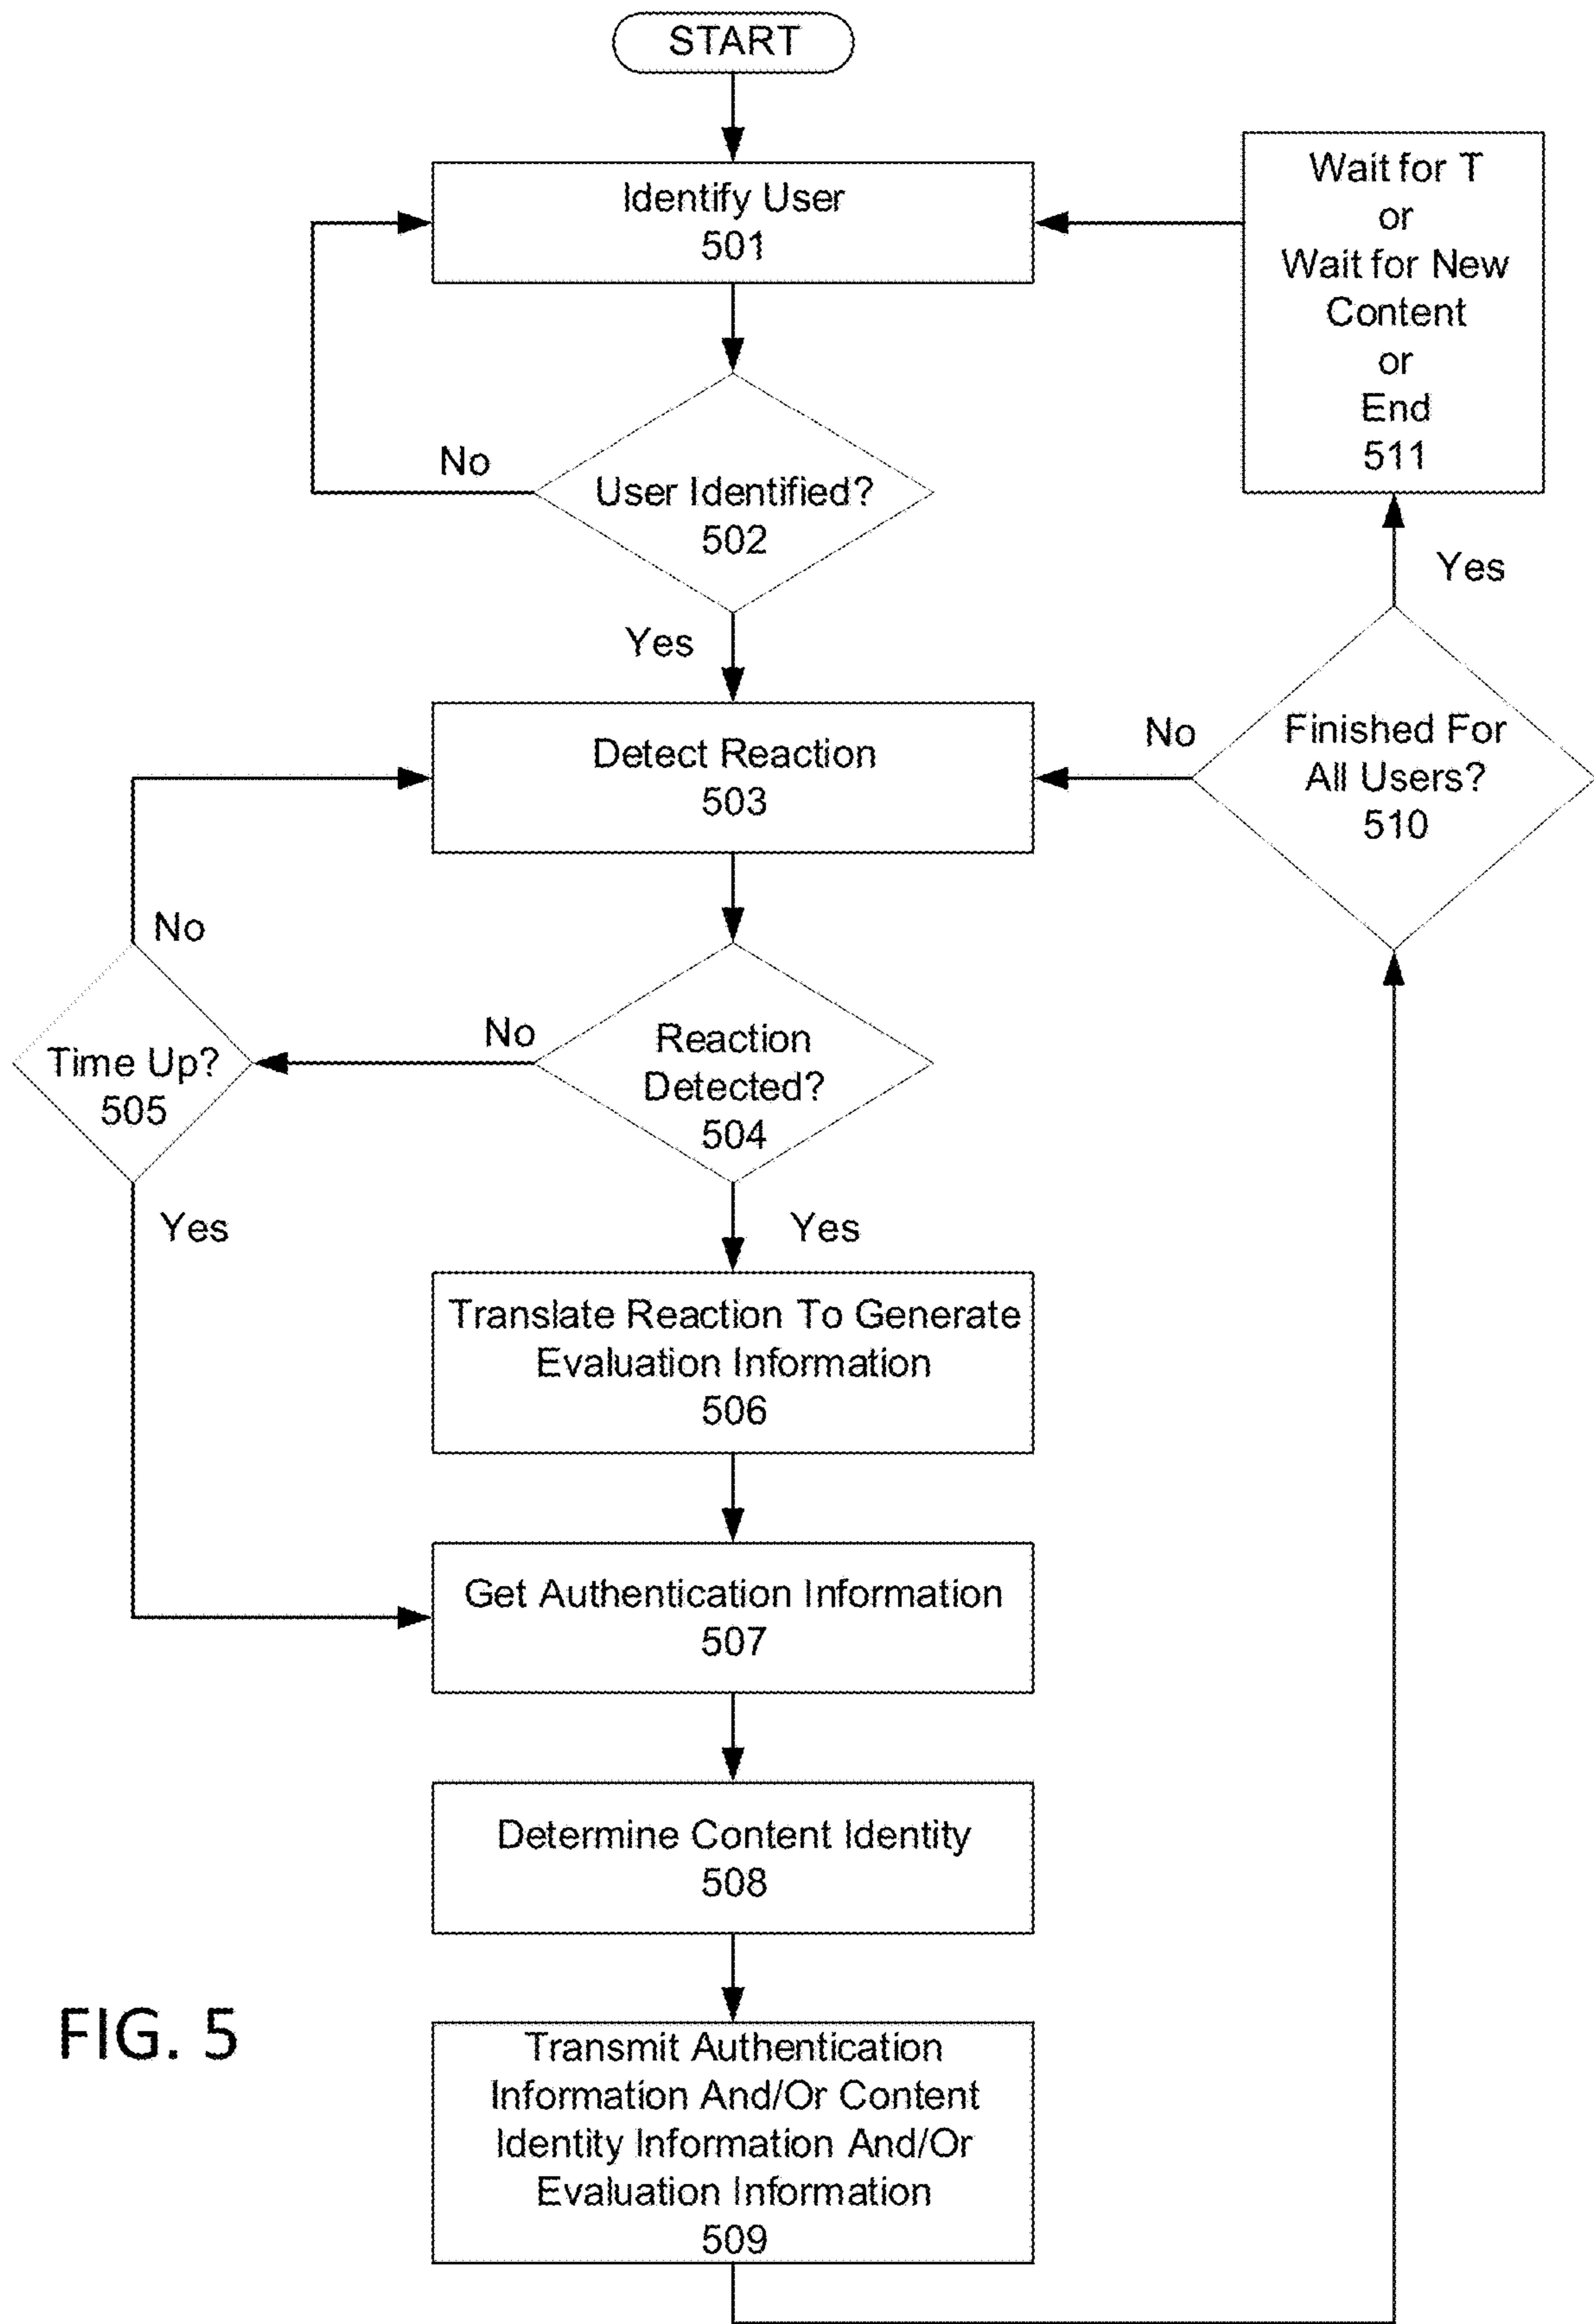 START
Identify User
501
Wait for T
or
Wait for New
Content
or
End
511
No
User Identified?
502
Yes
Yes
Detect Reaction
503
No
Finished For
All Users?
510
No
Time Up?
505
No
Reaction
Detected?
504
Yes
Yes
Translate Reaction To Generate
Evaluation Information
506
Get Authentication Information
507
Determine Content Identity
508
FIG. 5
Transmit Authentication
Information And/Or Content
Identity Information And/Or
Evaluation Information
509